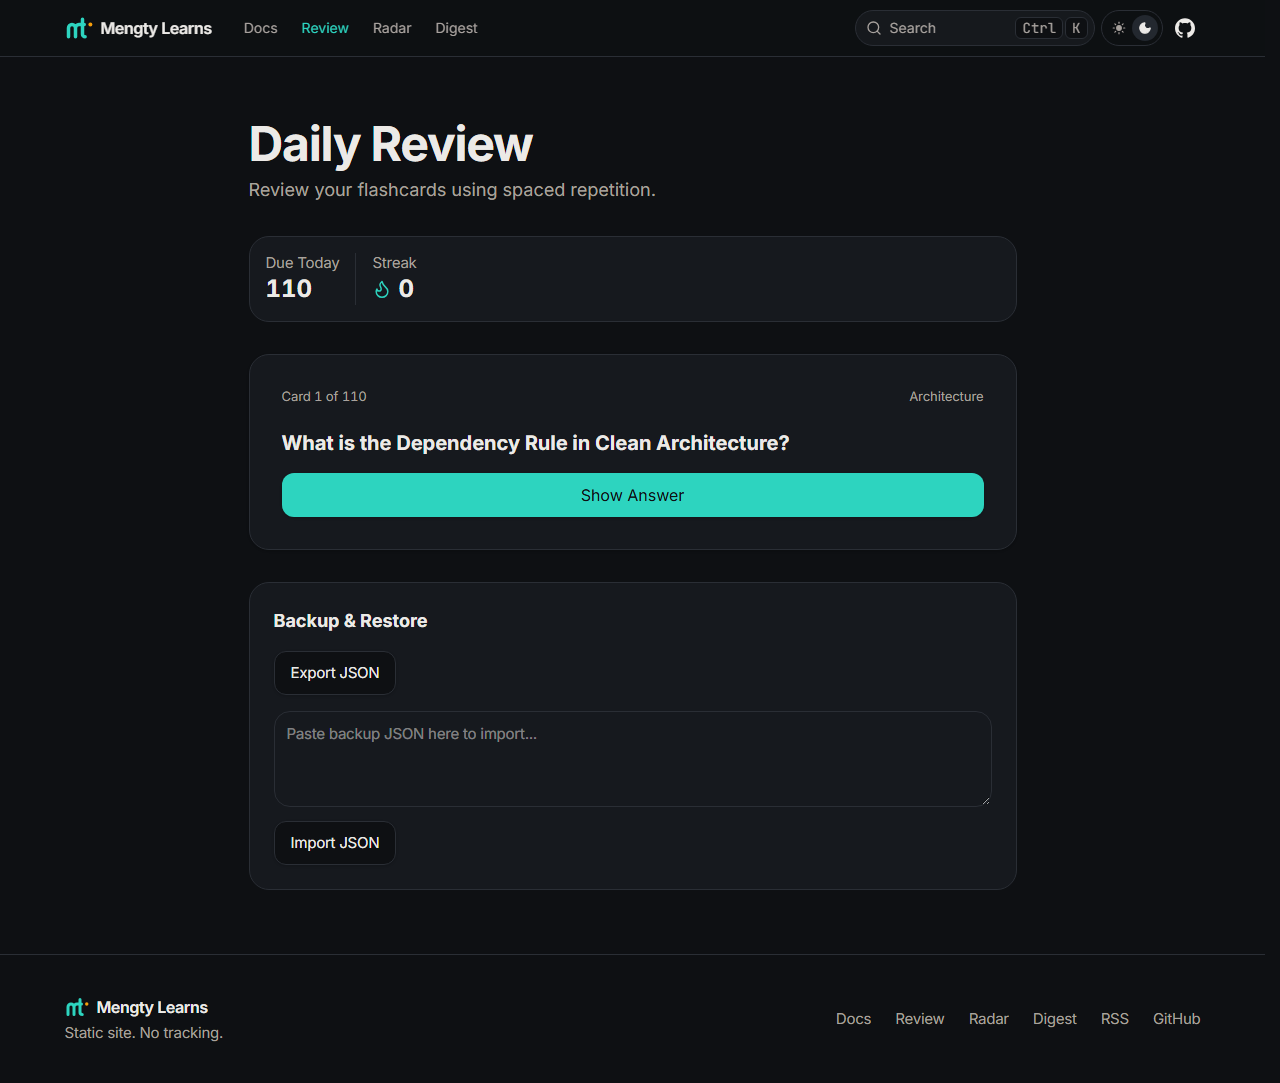 mt Mengty Learns Docs Review Radar Digest Search Ctrl K
Daily Review
Review your flashcards using spaced repetition.
Due Today Streak
110 0
Card 1 of 110 Architecture
What is the Dependency Rule in Clean Architecture?
Show Answer
Backup & Restore
Export JSON
Paste backup JSON here to import...
Import JSON
mt Mengty Learns
Static site. No tracking.
Docs Review Radar Digest RSS GitHub